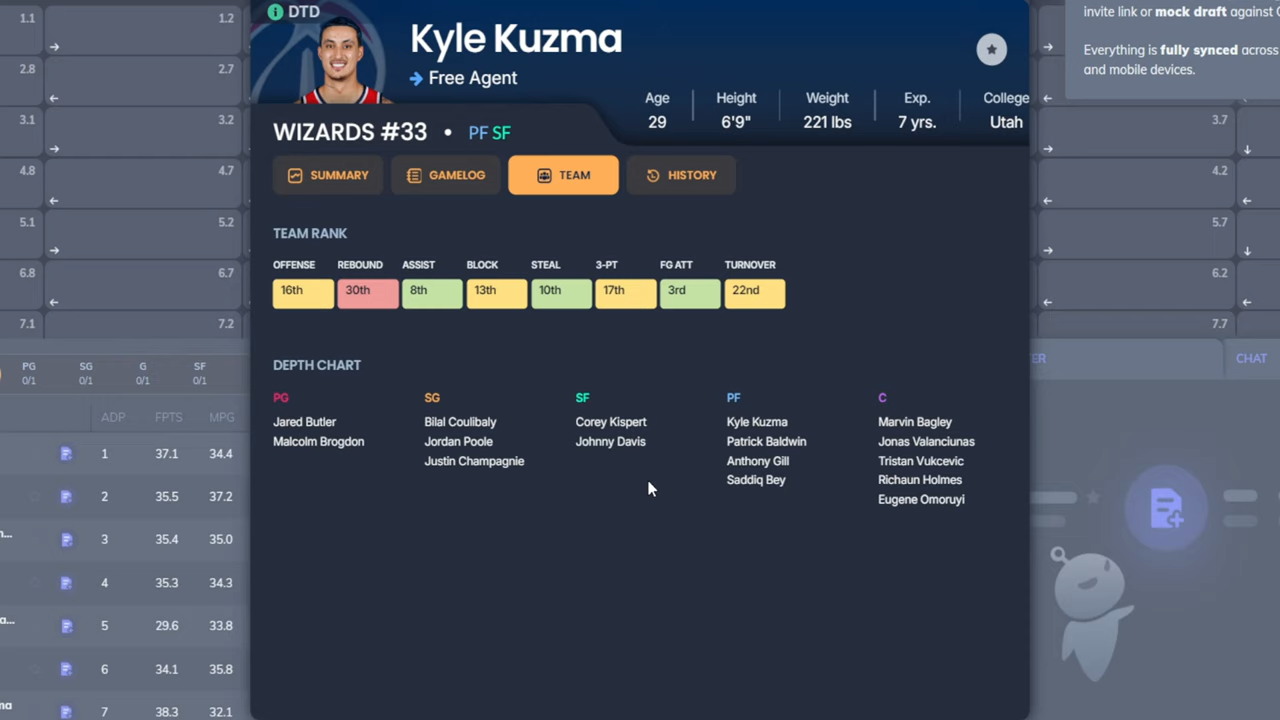 1.1
1.2
2.8
2.7
3.1
3.2
4.8
4.7
5.1
5.2
6.8
6.7
7.1
7.2
DTD
Kyle Kuzma
Free Agent
Age
29
Height
6'9"
Weight
221 lbs
Exp.
7 yrs.
College
Utah
WIZARDS #33 • PF SF
SUMMARY
GAMELOG
TEAM
HISTORY
TEAM RANK
OFFENSE REBOUND ASSIST BLOCK STEAL 3-PT FG ATT TURNOVER
16th 30th 8th 13th 10th 17th 3rd 22nd
DEPTH CHART
PG
Jared Butler
Malcolm Brogdon
SG
Bilal Coulibaly
Jordan Poole
Justin Champagnie
SF
Corey Kispert
Johnny Davis
PF
Kyle Kuzma
Patrick Baldwin
Anthony Gill
Saddiq Bey
C
Marvin Bagley
Jonas Valanciunas
Tristan Vukcevic
Richaun Holmes
Eugene Omoruyi
invite link or mock draft against
Everything is fully synced across
and mobile devices.
3.7
4.2
5.7
6.2
7.7
ER
CHAT
PG SG G SF
0/1 0/1 0/1 0/1
ADP FPTS MPG
1 37.1 34.4
2 35.5 37.2
n... 3 35.4 35.0
4 35.3 34.3
a... 5 29.6 33.8
6 34.1 35.8
ma 7 38.3 32.1